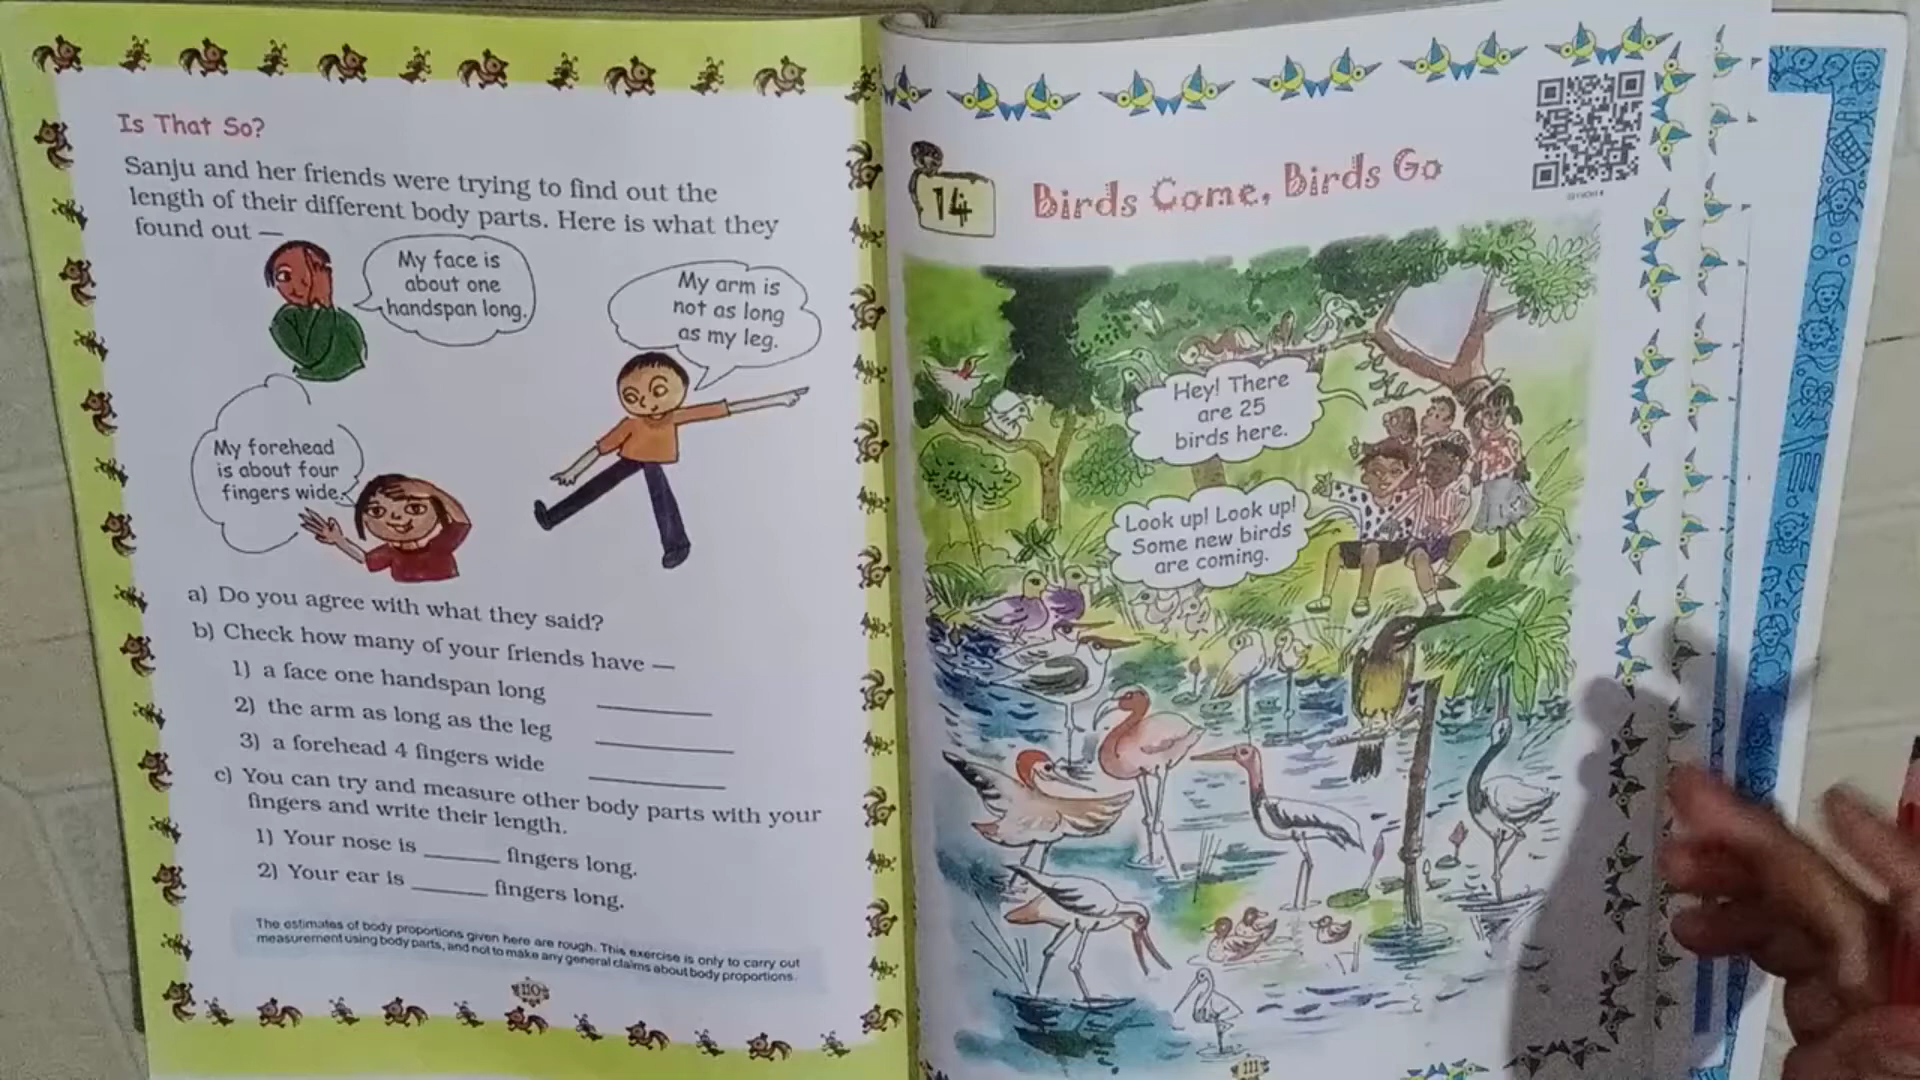 Is That So?
Sanju and her friends were trying to find out the
length of their different body parts. Here is what they
found out —
My face is
about one
handspan long.
My arm is
not as long
as my leg.
My forehead
is about four
fingers wide.
a) Do you agree with what they said?
b) Check how many of your friends have —
1) a face one handspan long ______
2) the arm as long as the leg ______
3) a forehead 4 fingers wide ______
c) You can try and measure other body parts with your
fingers and write their length.
1) Your nose is ______ fingers long.
2) Your ear is ______ fingers long.
The estimates of body proportions given here are rough. This exercise is only to carry out
measurement using body parts, and not to make any general claims about body proportions.
110
14
Birds Come, Birds Go
Hey! There
are 25
birds here.
Look up! Look up!
Some new birds
are coming.
111